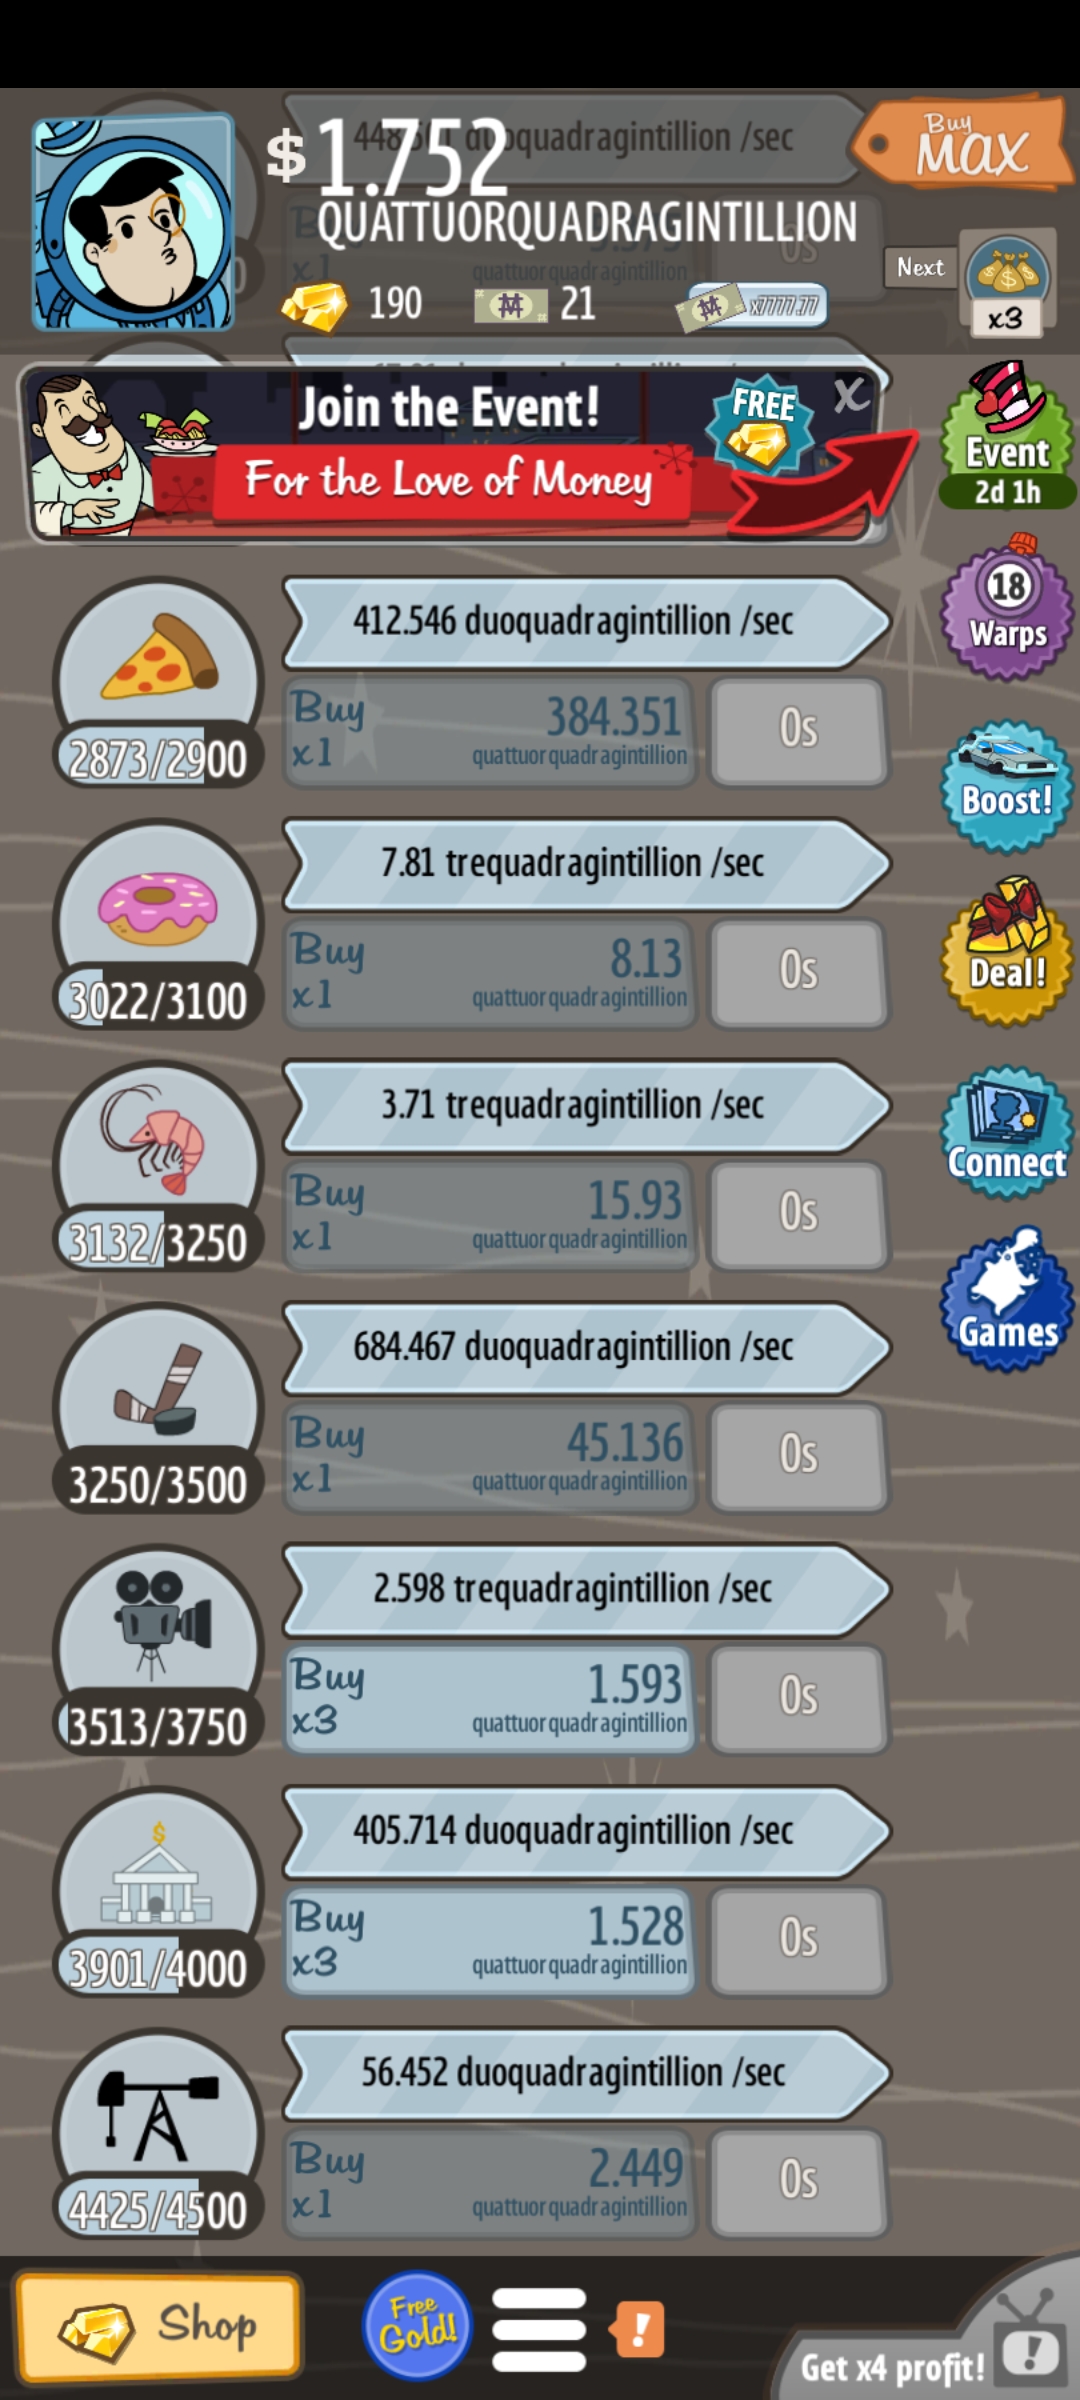 duoquadragintillion /sec
$ 1.752
QUATTUORQUADRAGINTILLION
Buy
MAX
x1
0s
quattuorquadragintillion
190
21
x7777.77
Next
x3
Join the Event!
FREE
X
For the Love of Money
Event
2d 1h
412.546 duoquadragintillion /sec
Buy
x1
384.351
quattuorquadragintillion
0s
2873/2900
18
Warps
Boost!
7.81 trequadragintillion /sec
Buy
x1
8.13
quattuorquadragintillion
0s
3022/3100
Deal!
3.71 trequadragintillion /sec
Buy
x1
15.93
quattuorquadragintillion
0s
3132/3250
Connect
Games
684.467 duoquadragintillion /sec
Buy
x1
45.136
quattuorquadragintillion
0s
3250/3500
2.598 trequadragintillion /sec
Buy
x3
1.593
quattuorquadragintillion
0s
3513/3750
405.714 duoquadragintillion /sec
Buy
x3
1.528
quattuorquadragintillion
0s
3901/4000
56.452 duoquadragintillion /sec
Buy
x1
2.449
quattuorquadragintillion
0s
4425/4500
Shop
Free
Gold!
!
Get x4 profit!
!